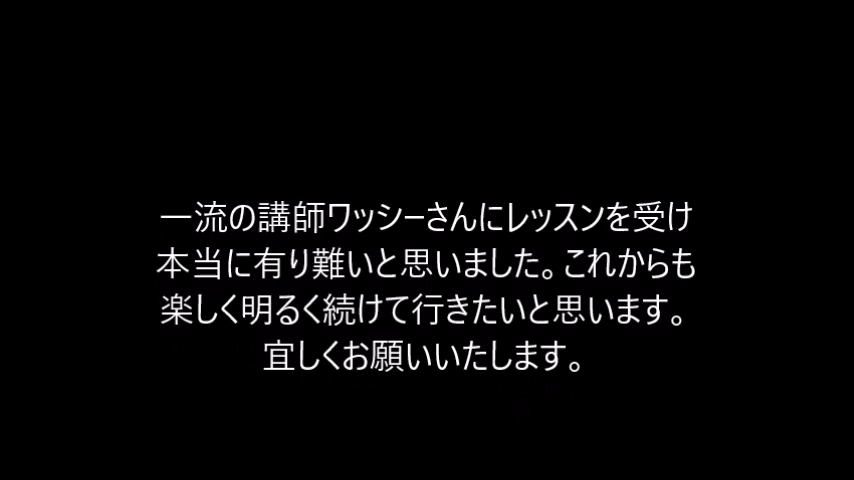 一流の講師ワッシーさんにレッスンを受け
本当に有り難いと思いました。これからも
楽しく明るく続けて行きたいと思います。
宜しくお願いいたします。